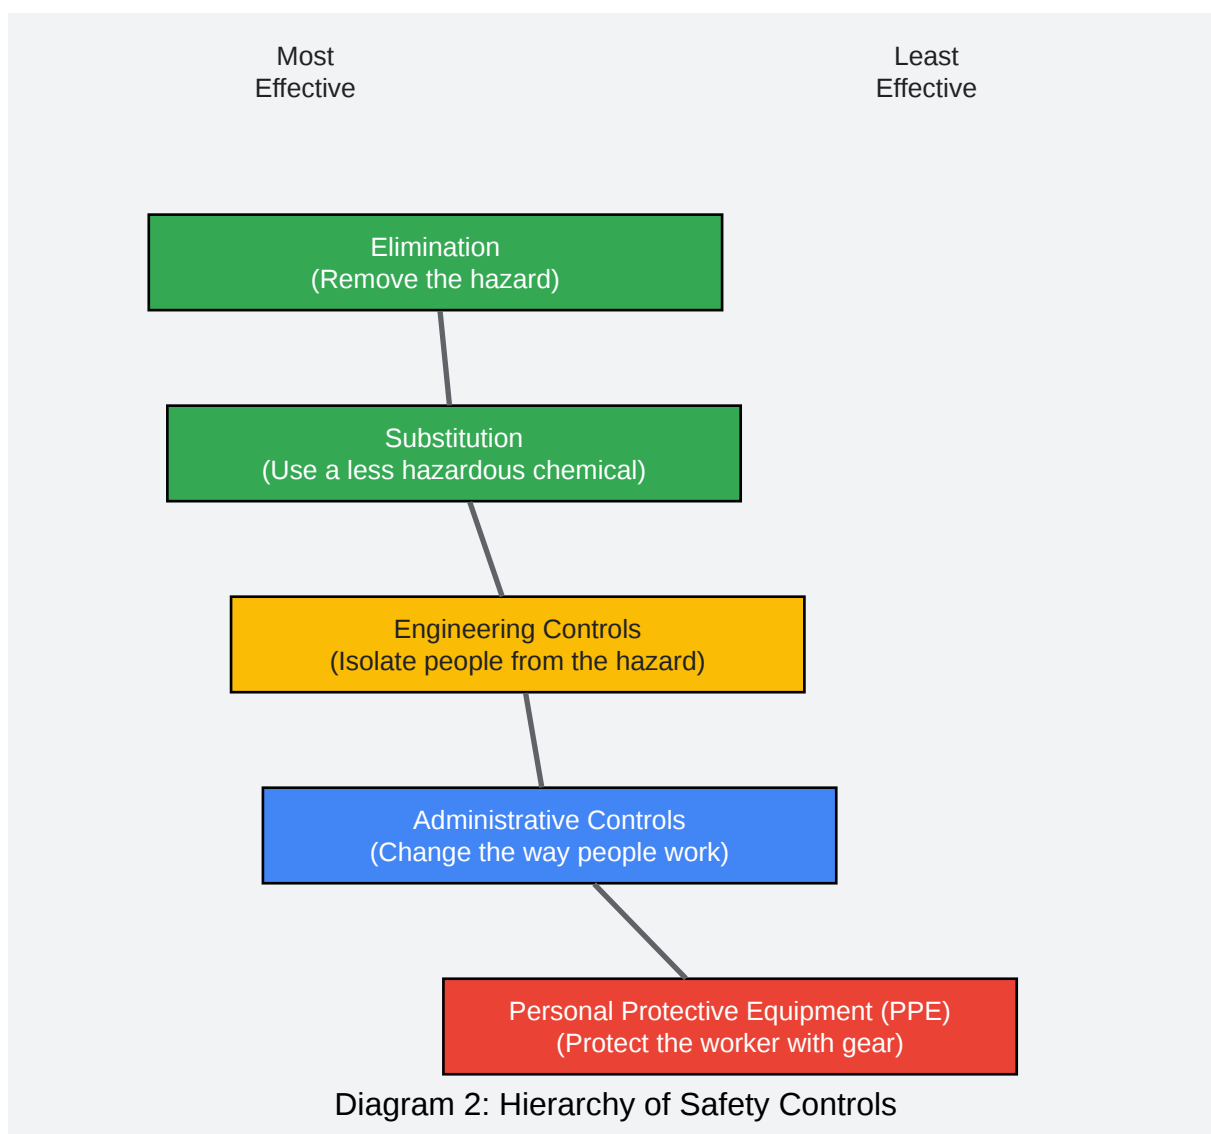 Most
Effective
Least
Effective
Elimination
(Remove the hazard)
Substitution
(Use a less hazardous chemical)
Engineering Controls
(Isolate people from the hazard)
Administrative Controls
(Change the way people work)
Personal Protective Equipment (PPE)
(Protect the worker with gear)
Diagram 2: Hierarchy of Safety Controls